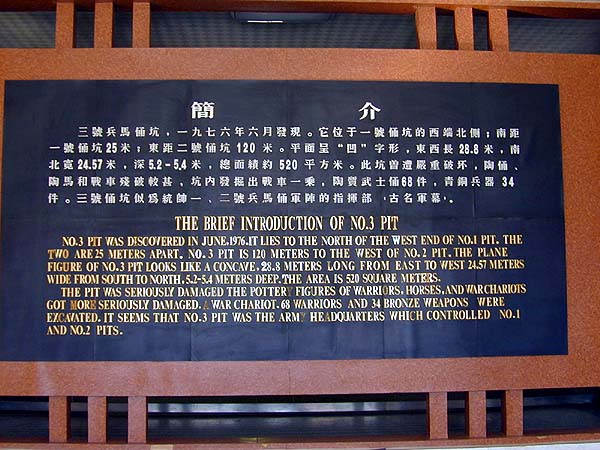 簡 介
三號兵馬俑坑，一九七六年六月發現。它位于一號俑坑的西端北側；南距
一號俑坑25米；東距二號俑坑120米。平面呈“凹”字形，東西長28.8米，南
北寬24.57米，深5.2-5.4米，總面績約520平方米。此坑曾遭嚴重破坏，陶俑、
陶馬和戰車殘破較甚，坑内發掘出戰車一乘，陶質武士俑68件，青銅兵器34
件。三號俑坑似爲統帥一、二號兵馬俑軍陣的指揮部（古名軍幕）。
THE BRIEF INTRODUCTION OF NO.3 PIT
NO.3 PIT WAS DISCOVERED IN JUNE.1976.IT LIES TO THE NORTH OF THE WEST END OF NO.1 PIT. THE
TWO ARE 25 METERS APART. NO.3 PIT IS 120 METERS TO THE WEST OF NO.2 PIT. THE PLANE
FIGURE OF NO.3 PIT LOOKS LIKE A CONCAVE. 28.8 METERS LONG FROM EAST TO WEST 24.57 METERS
WIDE FROM SOUTH TO NORTH. 5.2-5.4 METERS DEEP. THE AREA IS 520 SQUARE METERS.
THE PIT WAS SERIOUSLY DAMAGED THE POTTERY FIGURES OF WARRIORS, HORSES, AND WAR CHARIOTS
GOT MORE SERIOUSLY DAMAGED. A WAR CHARIOT. 68 WARRIORS AND 34 BRONZE WEAPONS WERE
EXCAVATED. IT SEEMS THAT NO.3 PIT WAS THE ARMY HEADQUARTERS WHICH CONTROLLED NO.1
AND NO.2 PITS.